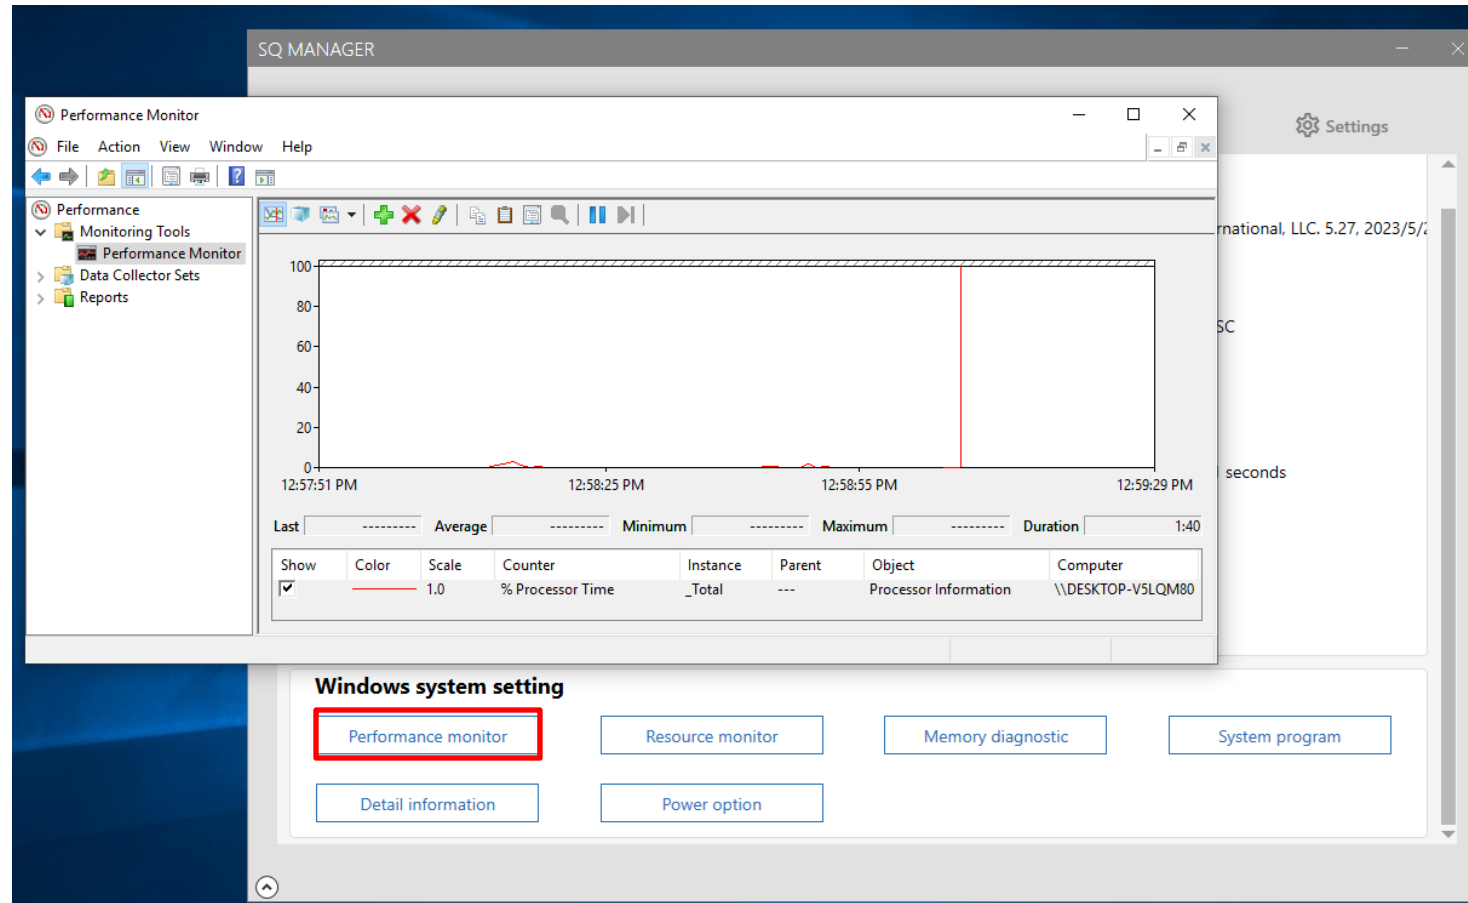 SQ MANAGER
Performance Monitor
File Action View Window Help
Settings
Performance
Monitoring Tools
Performance Monitor
Data Collector Sets
Reports
rnational, LLC. 5.27, 2023/5/2
SC
seconds
100
80
60
40
20
0
12:57:51 PM 12:58:25 PM 12:58:55 PM 12:59:29 PM
Last --------- Average --------- Minimum --------- Maximum --------- Duration 1:40
Show Color Scale Counter Instance Parent Object Computer
1.0 % Processor Time _Total --- Processor Information \\DESKTOP-V5LQM80
Windows system setting
Performance monitor Resource monitor Memory diagnostic System program
Detail information Power option